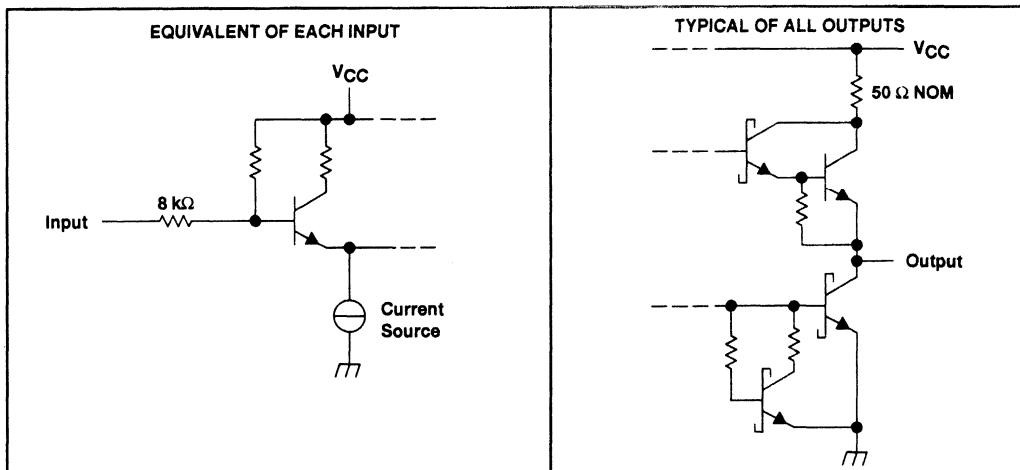 EQUIVALENT OF EACH INPUT
VCC
8 kΩ
Input
Current
Source
TYPICAL OF ALL OUTPUTS
VCC
50 Ω NOM
Output